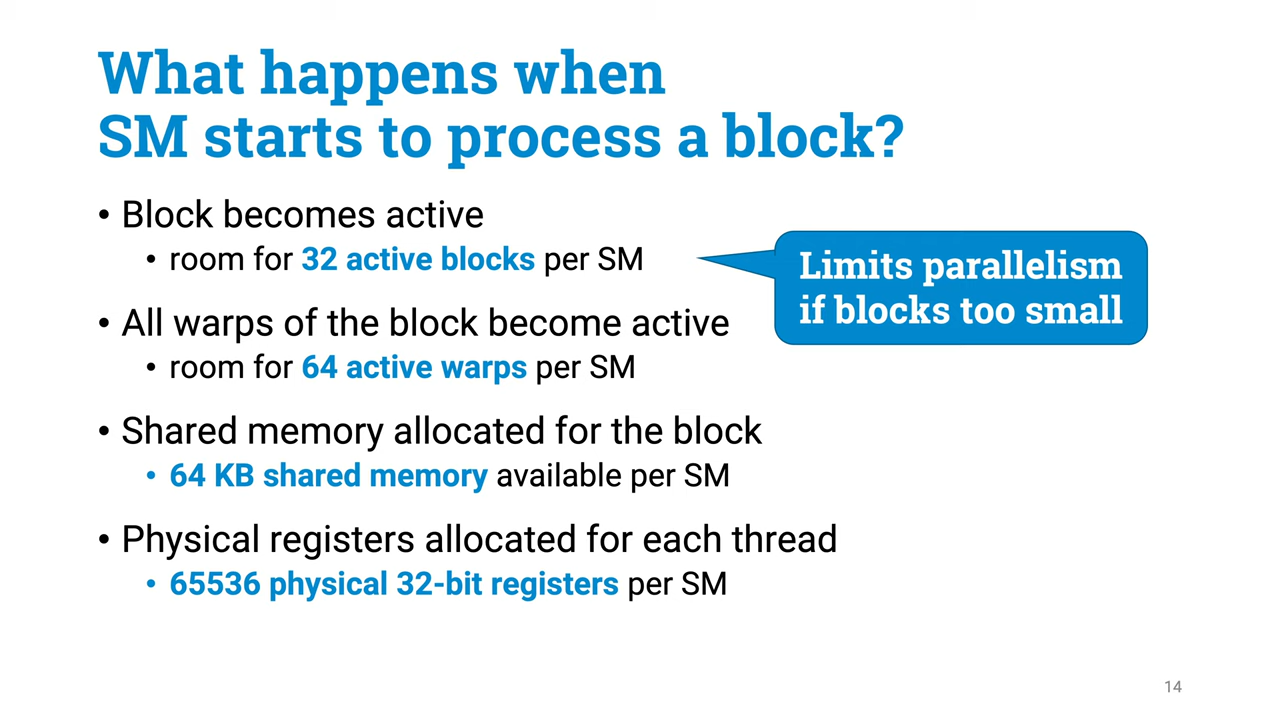 What happens when
SM starts to process a block?
• Block becomes active
• room for 32 active blocks per SM
Limits parallelism
if blocks too small
• All warps of the block become active
• room for 64 active warps per SM
• Shared memory allocated for the block
• 64 KB shared memory available per SM
• Physical registers allocated for each thread
• 65536 physical 32-bit registers per SM
14